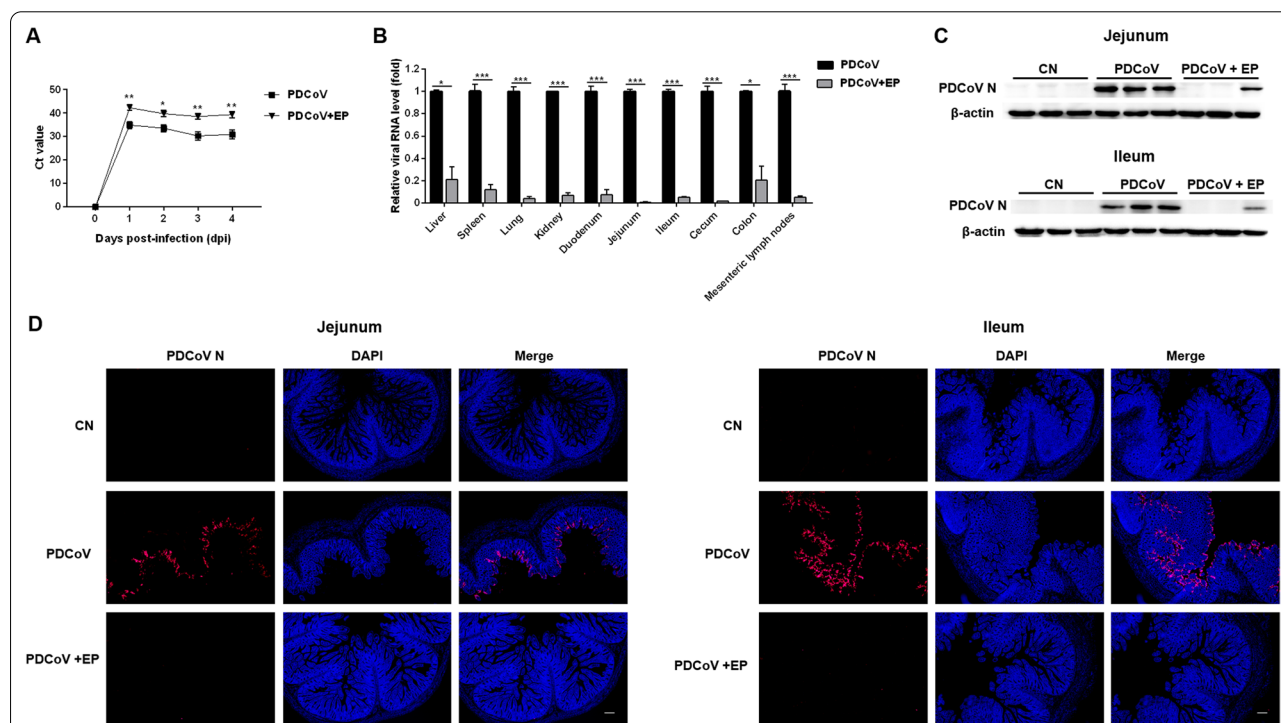 A
Ct value
50
40
30
20
10
0
**
*
**
**
PDCoV
PDCoV+EP
0 1 2 3 4
Days post-infection (dpi)
B
Relative viral RNA level (fold)
1.2
1
0.8
0.6
0.4
0.2
0
* *** *** *** *** *** *** *** * ***
PDCoV
PDCoV+EP
Liver
Spleen
Lung
Kidney
Duodenum
Jejunum
Ileum
Cecum
Colon
Mesenteric lymph nodes
C
Jejunum
CN PDCoV PDCoV + EP
PDCoV N
β-actin
Ileum
CN PDCoV PDCoV + EP
PDCoV N
β-actin
D
Jejunum
PDCoV N DAPI Merge
CN
PDCoV
PDCoV +EP
Ileum
PDCoV N DAPI Merge
CN
PDCoV
PDCoV +EP